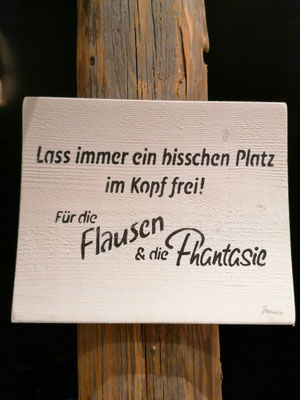 Lass immer ein bisschen Platz
im Kopf frei!
Für die
Flausen
& die Phantasie